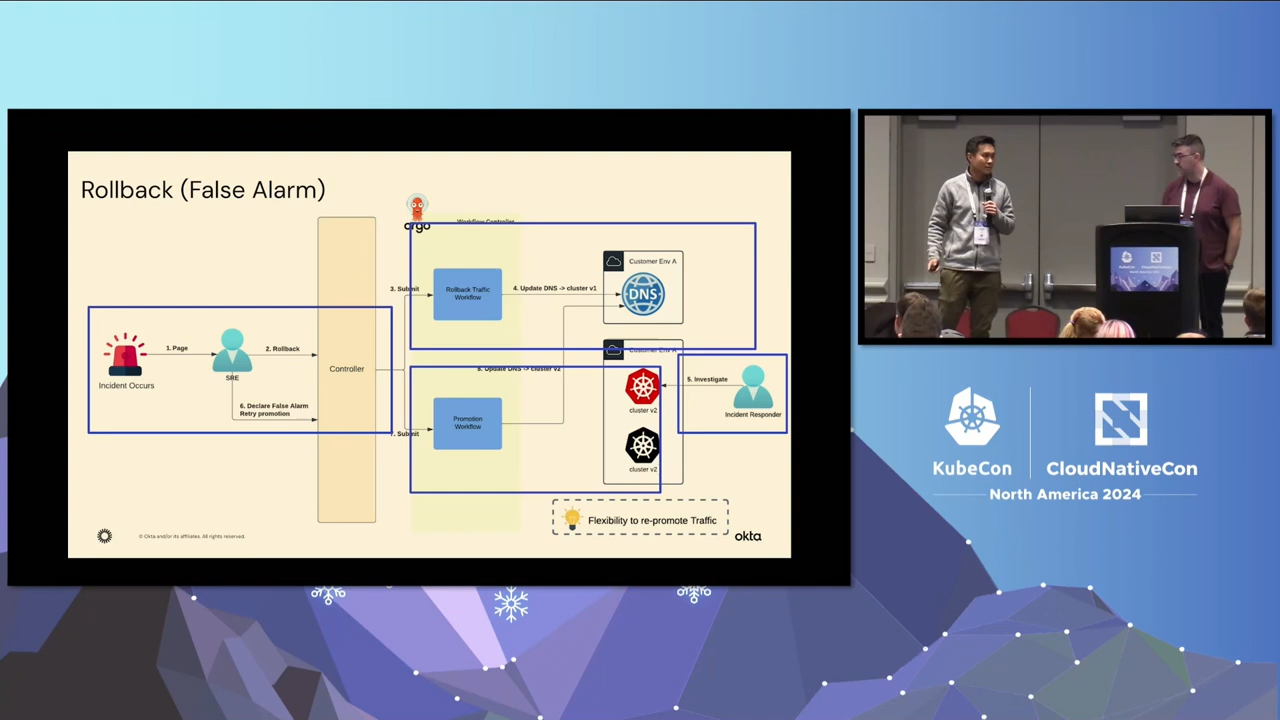 Rollback (False Alarm)
argo
Workflow Controller
Customer Env A
3. Submit
Rollback Traffic
Workflow
4. Update DNS -> cluster v1
DNS
1. Page
2. Rollback
Incident Occurs
SRE
Controller
6. Declare False Alarm
Retry promotion
Customer Env A
8. Update DNS -> cluster v2
5. Investigate
cluster v2
Incident Responder
7. Submit
Promotion
Workflow
cluster v2
Flexibility to re-promote Traffic
© Okta and/or its affiliates. All rights reserved.
okta
KubeCon
CloudNativeCon
North America 2024